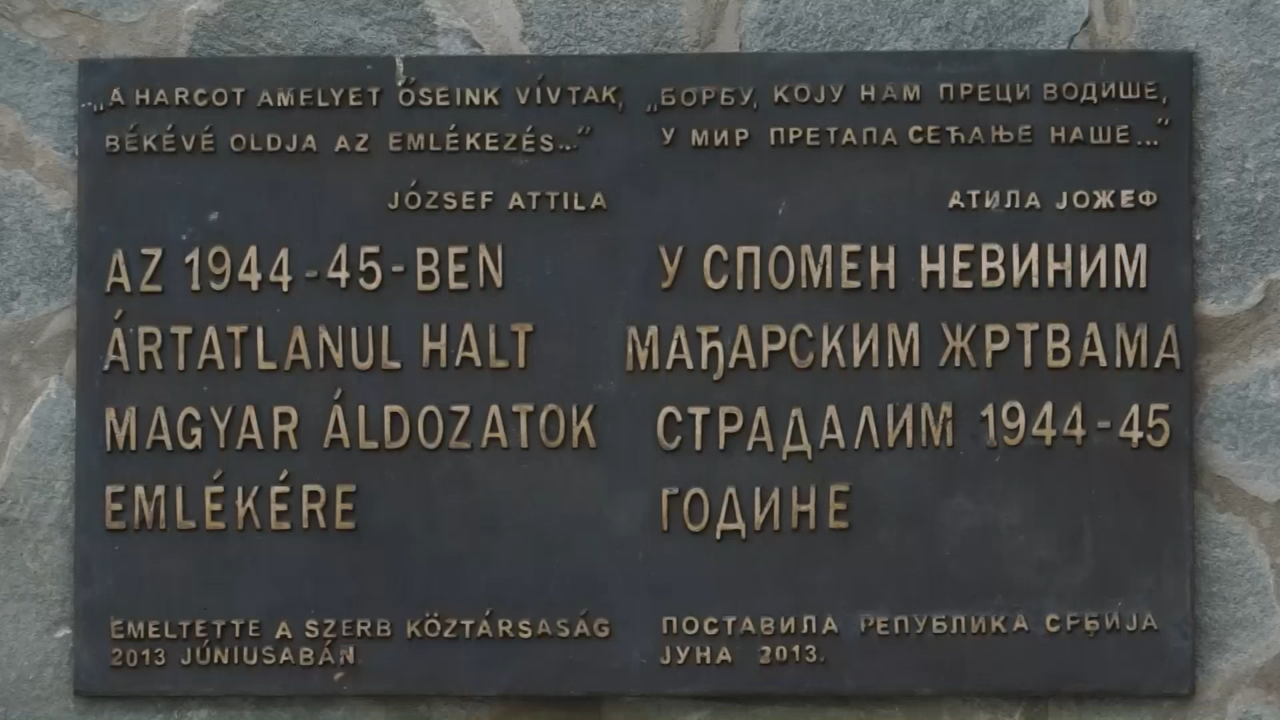 „A HARCOT AMELYET ŐSEINK VÍVTAK,
BÉKÉVÉ OLDJA AZ EMLÉKEZÉS..."
JÓZSEF ATTILA
AZ 1944-45-BEN
ÁRTATLANUL HALT
MAGYAR ÁLDOZATOK
EMLÉKÉRE
EMELTETTE A SZERB KÖZTÁRSASÁG
2013 JÚNIUSABÁN
„БОРБУ, КОЈУ НАМ ПРЕЦИ ВОДИШЕ,
У МИР ПРЕТАПА СЕЋАЊЕ НАШЕ..."
АТИЛА ЈОЖЕФ
У СПОМЕН НЕВИНИМ
МАЂАРСКИМ ЖРТВАМА
СТРАДАЛИМ 1944-45
ГОДИНЕ
ПОСТАВИЛА РЕПУБЛИКА СРБИЈА
ЈУНА 2013.